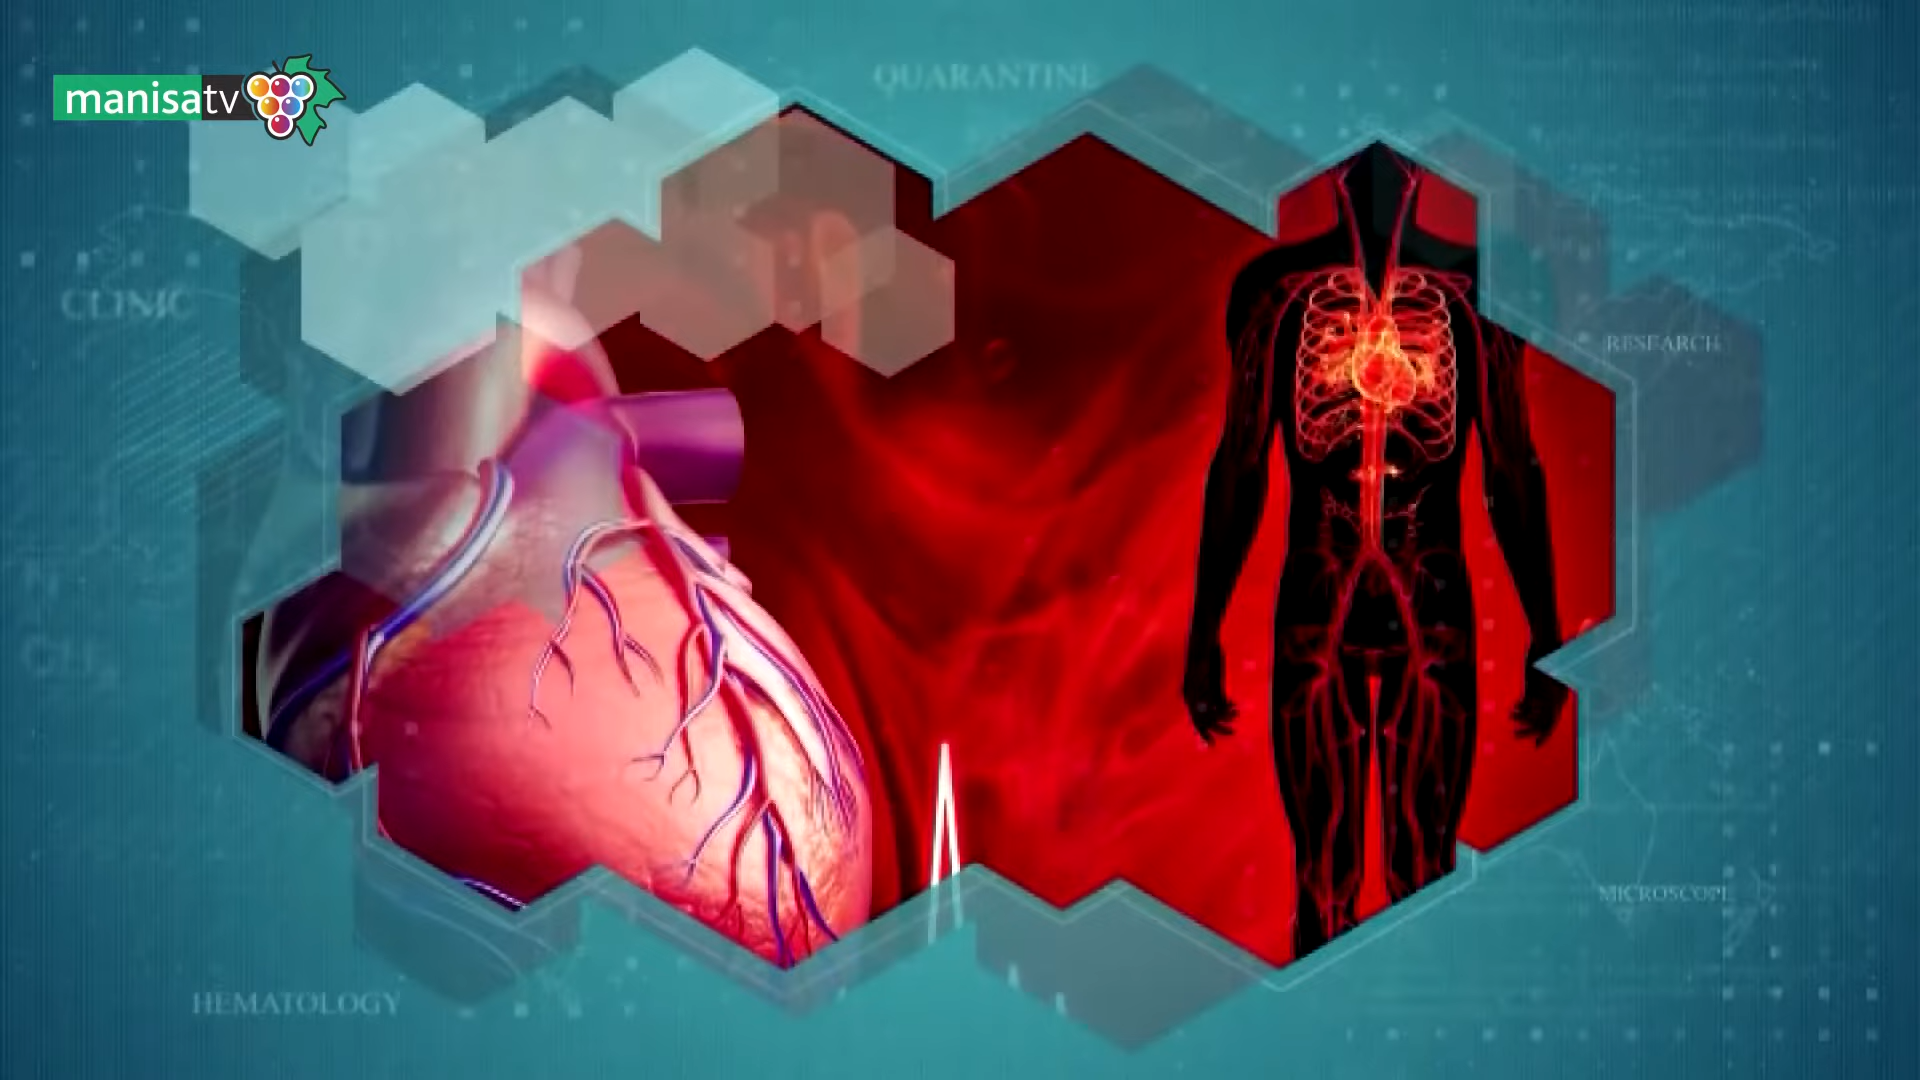 manisatv
QUARANTINE
CLINIC
RESEARCH
MICROSCOPE
HEMATOLOGY